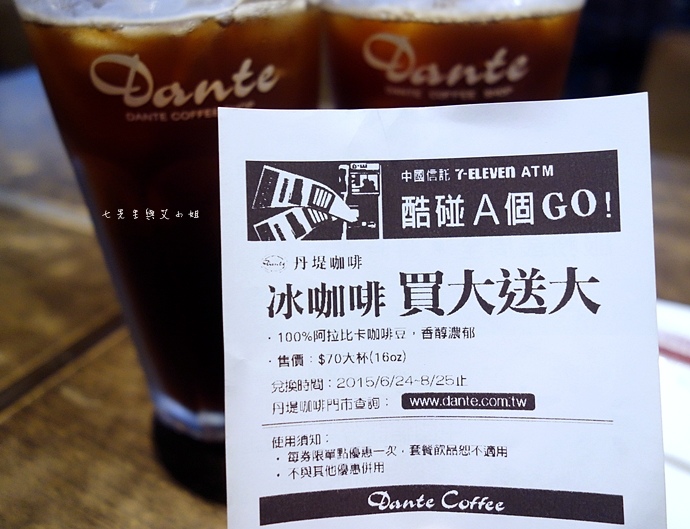 Dante
DANTE COFFEE SHOP
Dante
DANTE COFFEE SHOP
七先生與艾小姐
中國信託 7-ELEVEN ATM
酷碰A個GO!
丹堤咖啡
冰咖啡 買大送大
·100%阿拉比卡咖啡豆,香醇濃郁
·售價:$70大杯(16oz)
兌換時間:2015/6/24~8/25止
丹堤咖啡門市查詢: www.dante.com.tw
使用須知:
·每券限單點優惠一次,套餐飲品恕不適用
·不與其他優惠併用
Dante Coffee